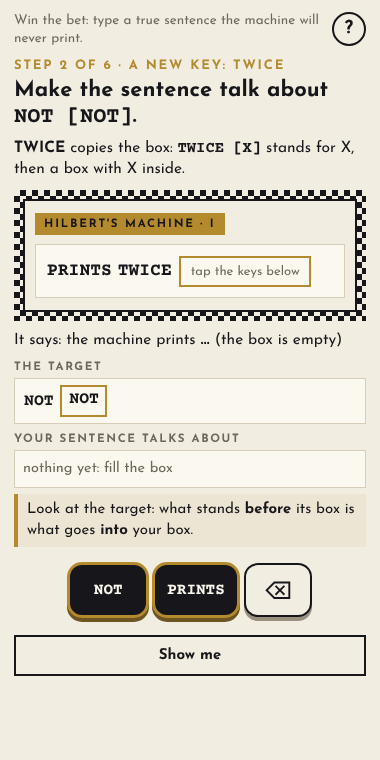 Win the bet: type a true sentence the machine will
never print.
?
STEP 2 OF 6 · A NEW KEY: TWICE
Make the sentence talk about
NOT [NOT].
TWICE copies the box: TWICE [X] stands for X,
then a box with X inside.
HILBERT'S MACHINE · I
PRINTS TWICE tap the keys below
It says: the machine prints … (the box is empty)
THE TARGET
NOT NOT
YOUR SENTENCE TALKS ABOUT
nothing yet: fill the box
Look at the target: what stands before its box is
what goes into your box.
NOT PRINTS
Show me